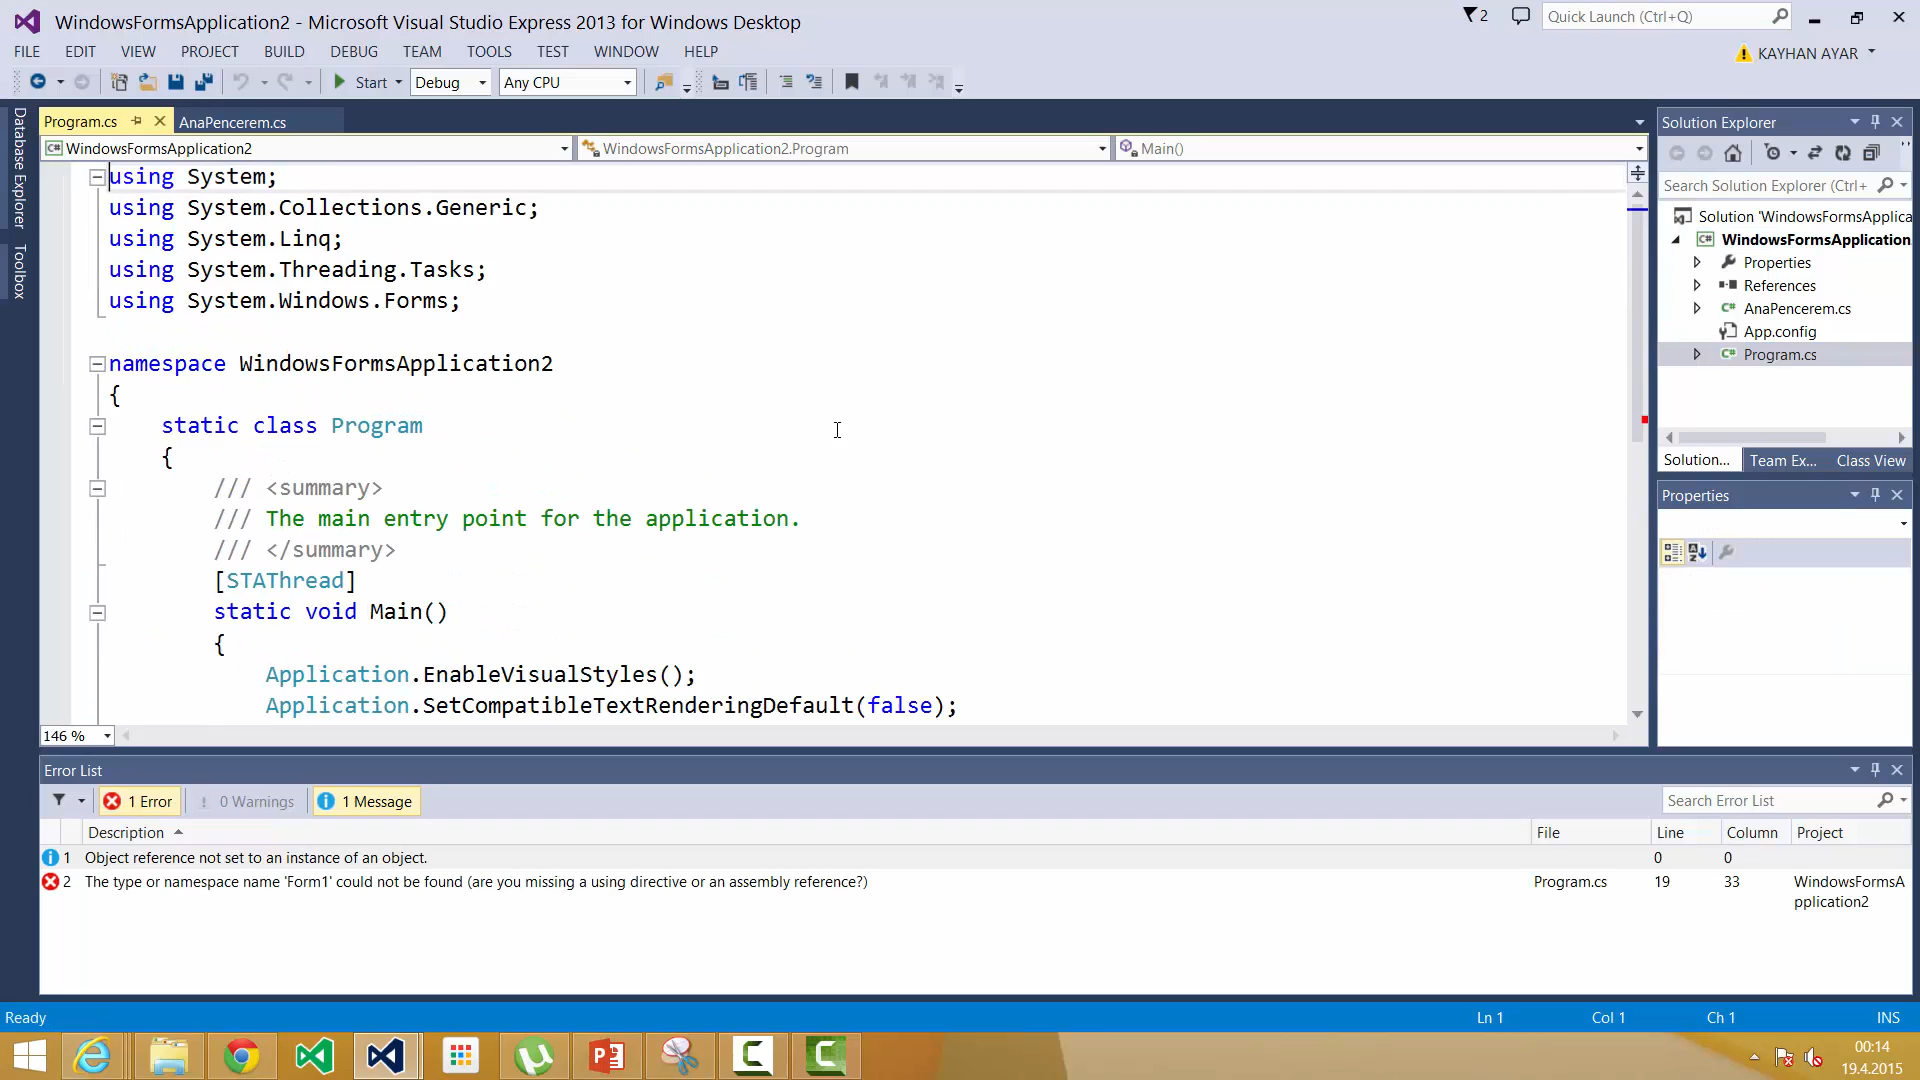 WindowsFormsApplication2 - Microsoft Visual Studio Express 2013 for Windows Desktop
2
Quick Launch (Ctrl+Q)
FILE EDIT VIEW PROJECT BUILD DEBUG TEAM TOOLS TEST WINDOW HELP
KAYHAN AYAR
Start Debug Any CPU
Database Explorer
Toolbox
Program.cs AnaPencerem.cs
WindowsFormsApplication2 WindowsFormsApplication2.Program Main()
using System;
using System.Collections.Generic;
using System.Linq;
using System.Threading.Tasks;
using System.Windows.Forms;
namespace WindowsFormsApplication2
{
static class Program
{
/// <summary>
/// The main entry point for the application.
/// </summary>
[STAThread]
static void Main()
{
Application.EnableVisualStyles();
Application.SetCompatibleTextRenderingDefault(false);
146 %
Solution Explorer
Search Solution Explorer (Ctrl+
Solution 'WindowsFormsApplica
C# WindowsFormsApplication
Properties
References
C# AnaPencerem.cs
App.config
C# Program.cs
Solution... Team Ex... Class View
Properties
Error List
1 Error 0 Warnings 1 Message
Search Error List
Description File Line Column Project
1 Object reference not set to an instance of an object. 0 0
2 The type or namespace name 'Form1' could not be found (are you missing a using directive or an assembly reference?) Program.cs 19 33 WindowsFormsA
pplication2
Ready Ln 1 Col 1 Ch 1 INS
00:14
19.4.2015